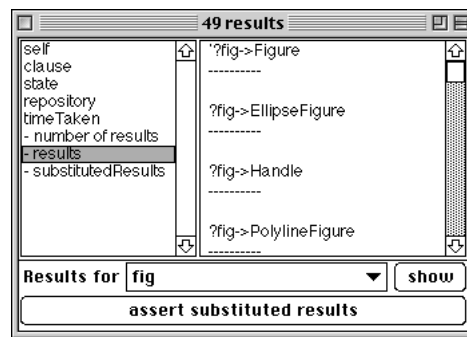 49 results
self
clause
state
repository
timeTaken
- number of results
- results
- substitutedResults
'?fig->Figure
----------
?fig->EllipseFigure
----------
?fig->Handle
----------
?fig->PolylineFigure
----------
Results for fig show
assert substituted results